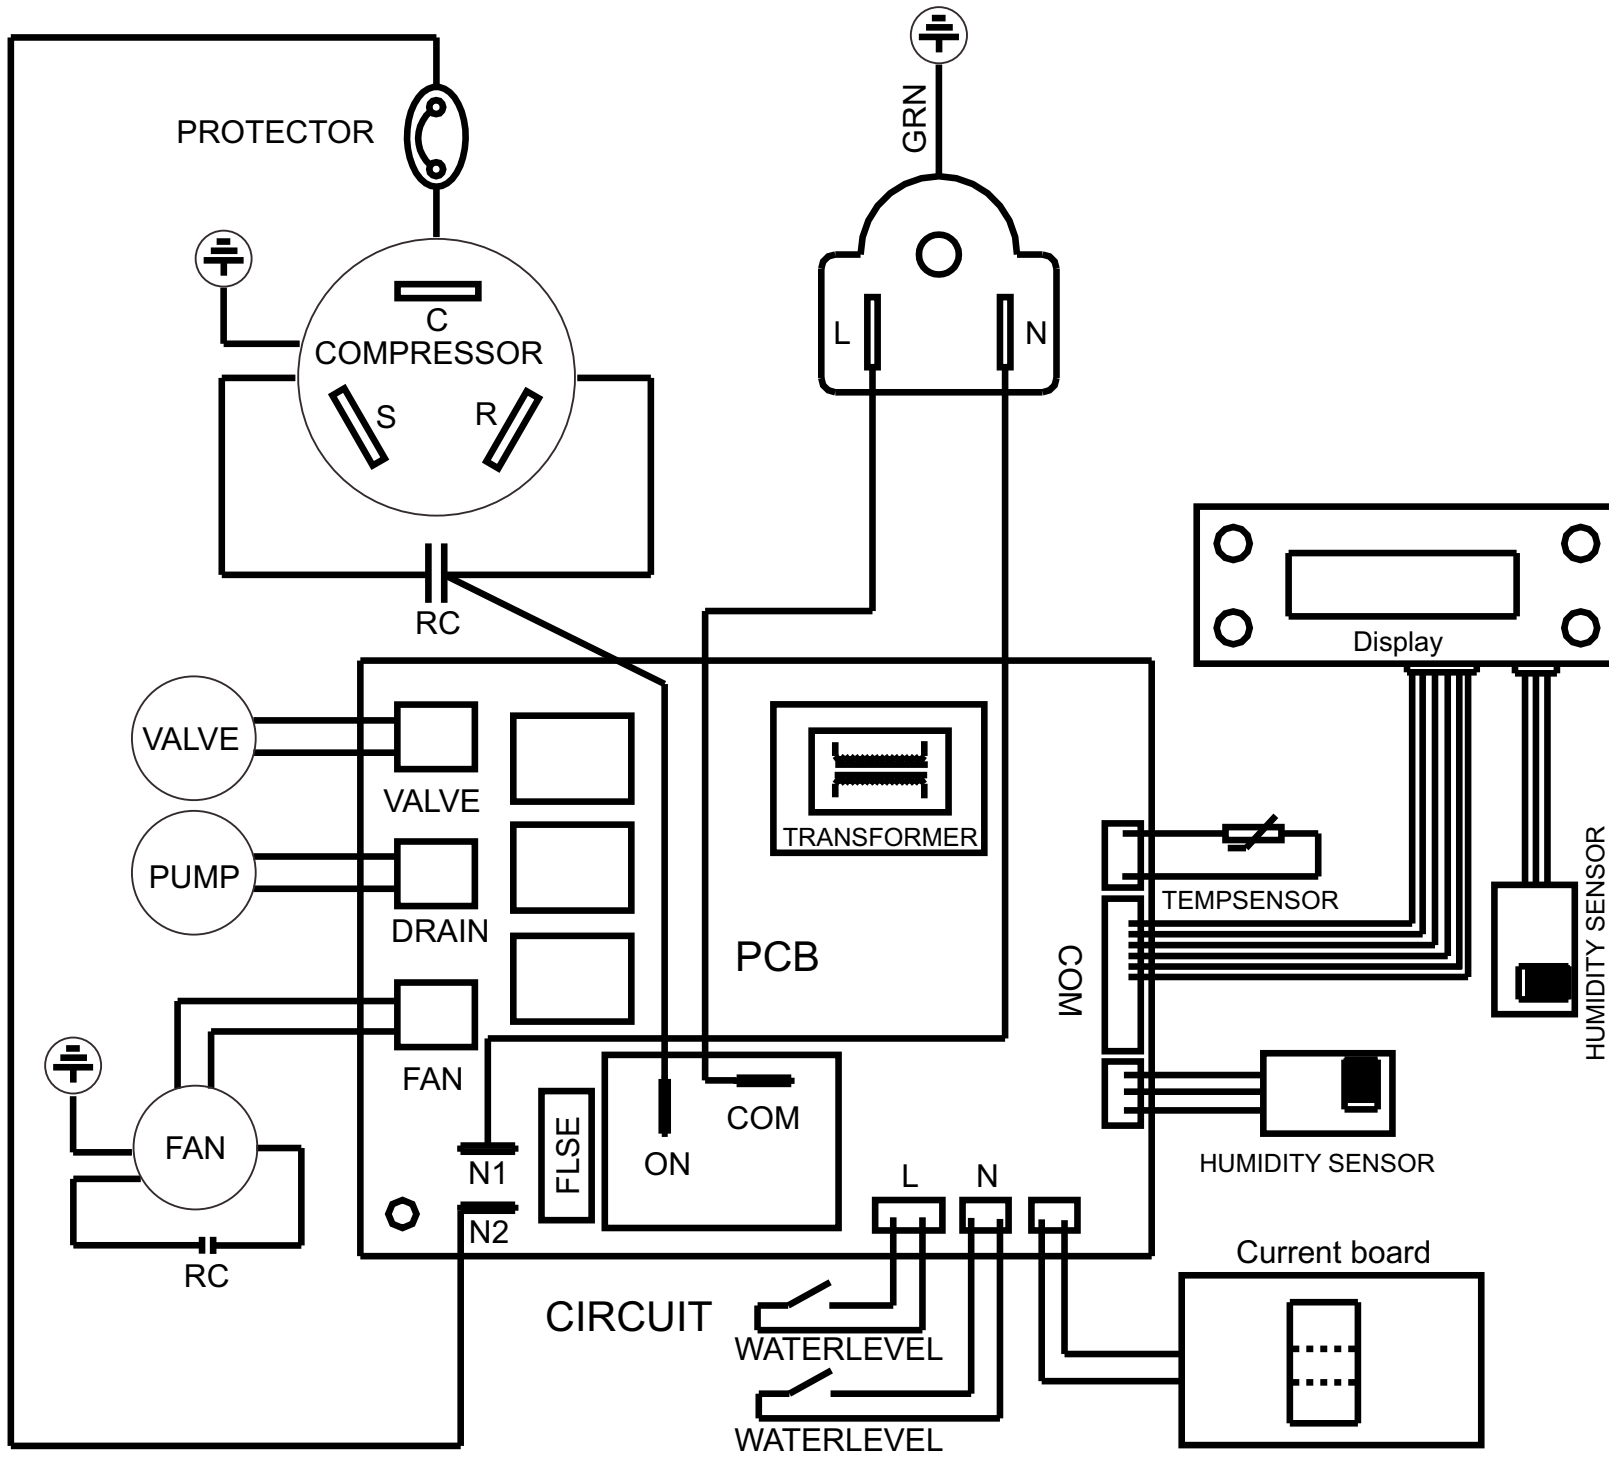 GRN
PROTECTOR
C
COMPRESSOR
S
R
L
N
RC
Display
VALVE
VALVE
TRANSFORMER
PUMP
DRAIN
TEMPSENSOR
HUMIDITY SENSOR
PCB
COM
FAN
FAN
FLSE
COM
ON
N1
N2
HUMIDITY SENSOR
L
N
RC
Current board
CIRCUIT
WATERLEVEL
WATERLEVEL